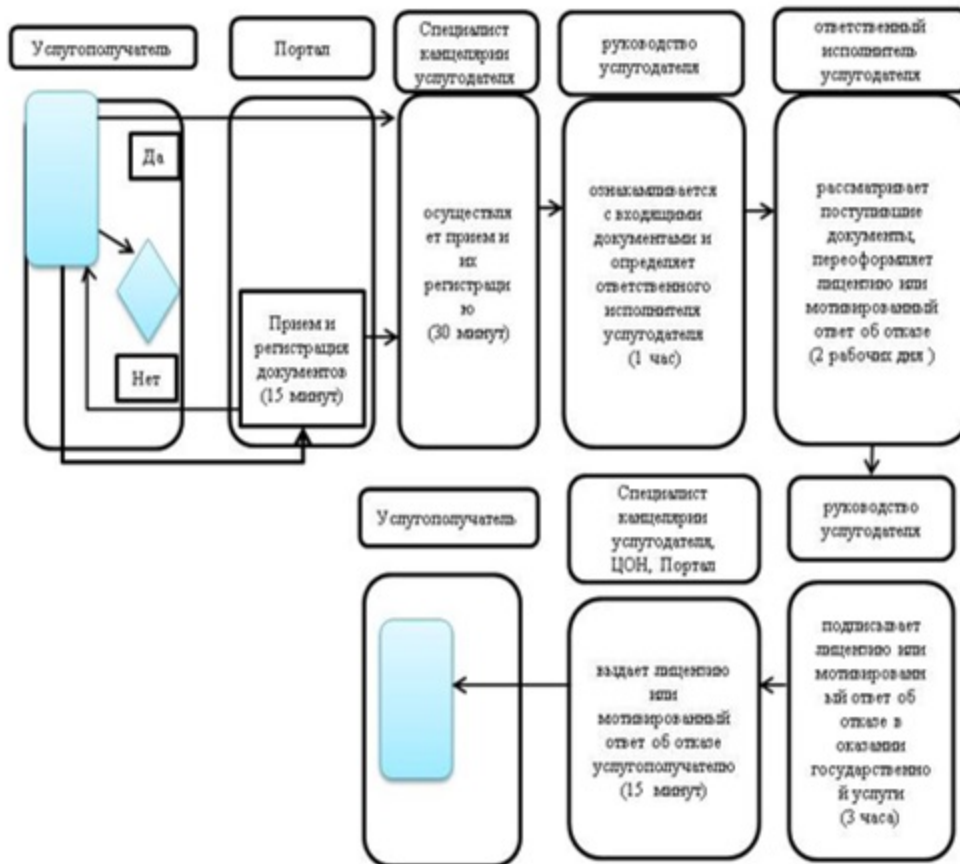 Услугополучатель
Портал
Специалист
канцелярии
услугодателя
руководство
услугодателя
ответственный
исполнитель
услугодателя
Да
Нет
Прием и
регистрация
документов
(15 минут)
осуществля
ет прием и
их
регистраци
ю
(30 минут)
ознакамливается
с входящими
документами и
определяет
ответственного
исполнителя
услугодателя
(1 час)
рассматривает
поступившие
документы,
переоформляет
лицензию или
мотивированный
ответ об отказе
(2 рабочих дня )
Услугополучатель
Специалист
канцелярии
услугодателя,
ЦОН, Портал
руководство
услугодателя
выдает лицензию
или
мотивированный
ответ об отказе
услугополучателю
(15 минут)
подписывает
лицензию или
мотивированн
ый ответ об
отказе в
оказании
государственно
й услуги
(3 часа)